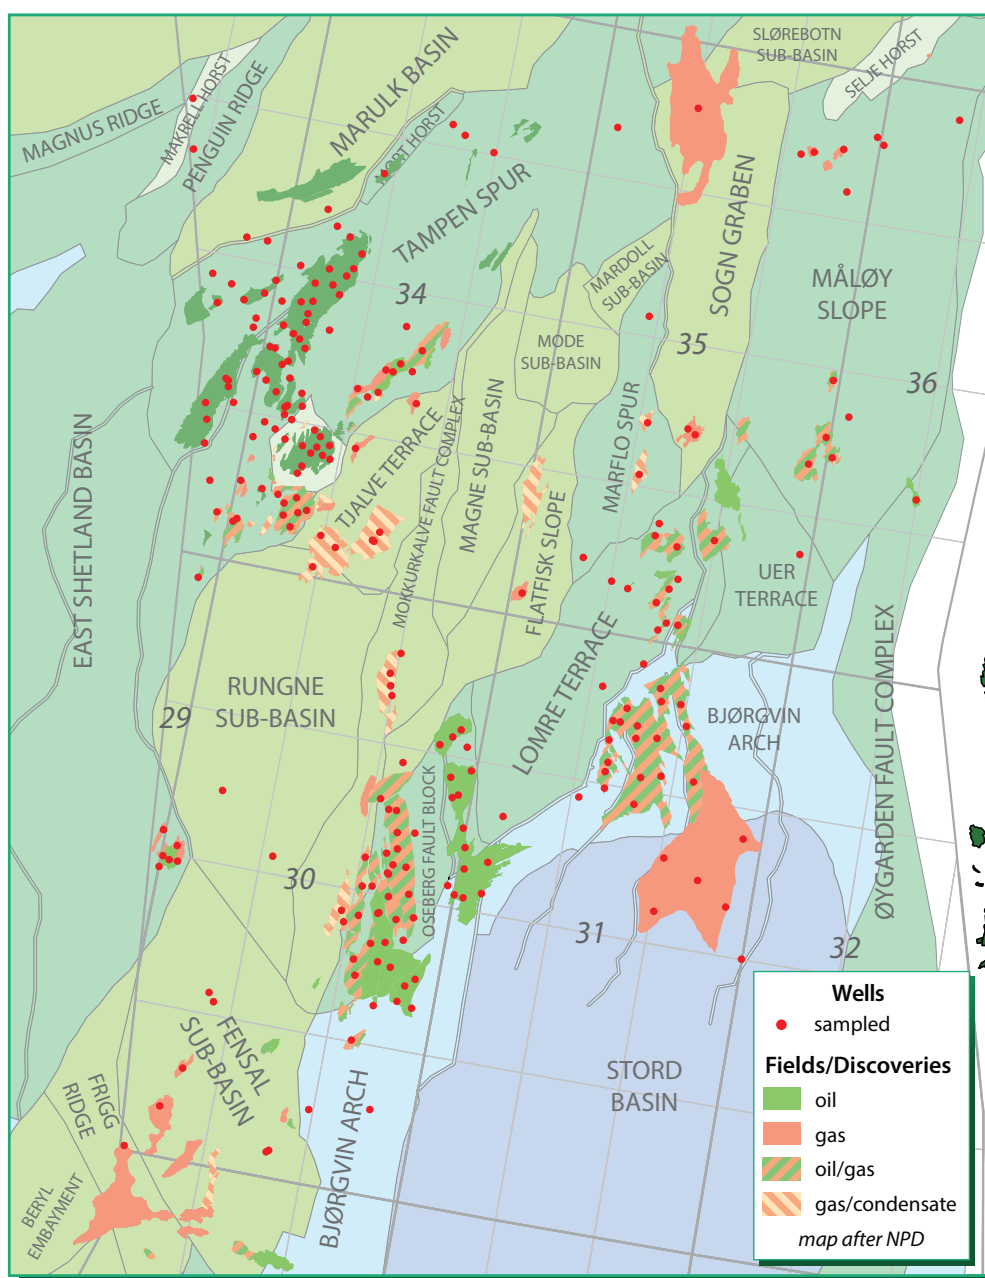 SLØREBOTN
SUB-BASIN
SELJE HORST
MAGNUS RIDGE
MAKRELL HORST
PENGUIN RIDGE
MARULK BASIN
MORT HORST
TAMPEN SPUR
SOGN GRABEN
MARDOLL
SUB-BASIN
MÅLØY
SLOPE
34
35
36
MODE
SUB-BASIN
EAST SHETLAND BASIN
TJALVE TERRACE
MOKKURKALVE FAULT COMPLEX
MAGNE SUB-BASIN
FLATFISK SLOPE
MARFLO SPUR
UER
TERRACE
LOMRE TERRACE
RUNGNE
SUB-BASIN
29
BJØRGVIN
ARCH
ØYGARDEN FAULT COMPLEX
OSEBERG FAULT BLOCK
30
31
32
FENSAL
SUB-BASIN
FRIGG
RIDGE
BERYL
EMBAYMENT
BJØRGVIN ARCH
STORD
BASIN
Wells
sampled
Fields/Discoveries
oil
gas
oil/gas
gas/condensate
map after NPD